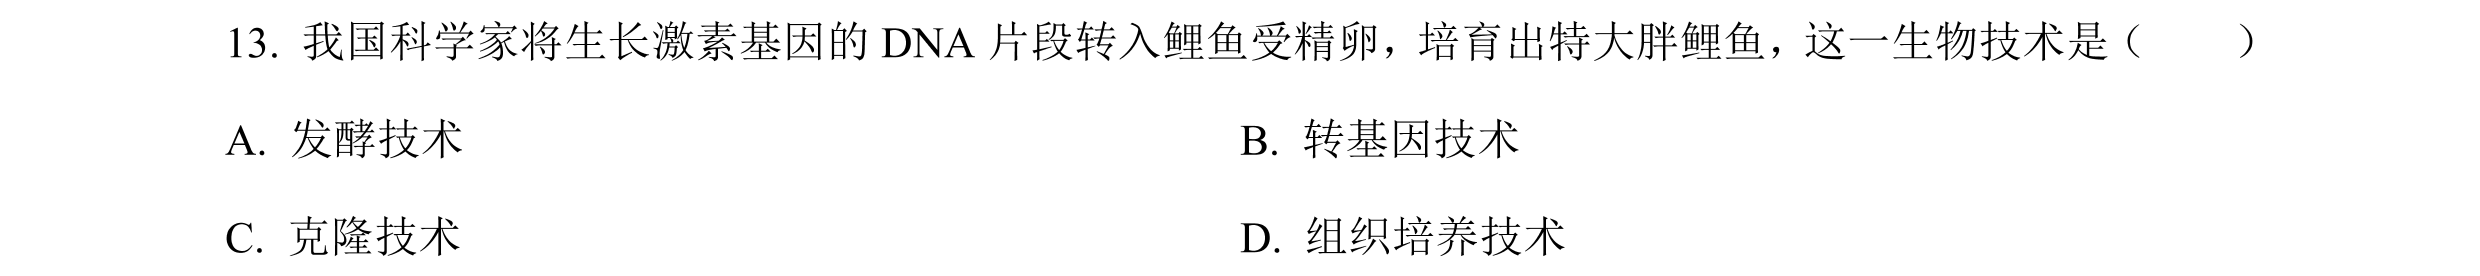 13. 我国科学家将生长激素基因的 DNA 片段转入鲤鱼受精卵，培育出特大胖鲤鱼，这一生物技术是（　　）
A. 发酵技术 B. 转基因技术
C. 克隆技术 D. 组织培养技术